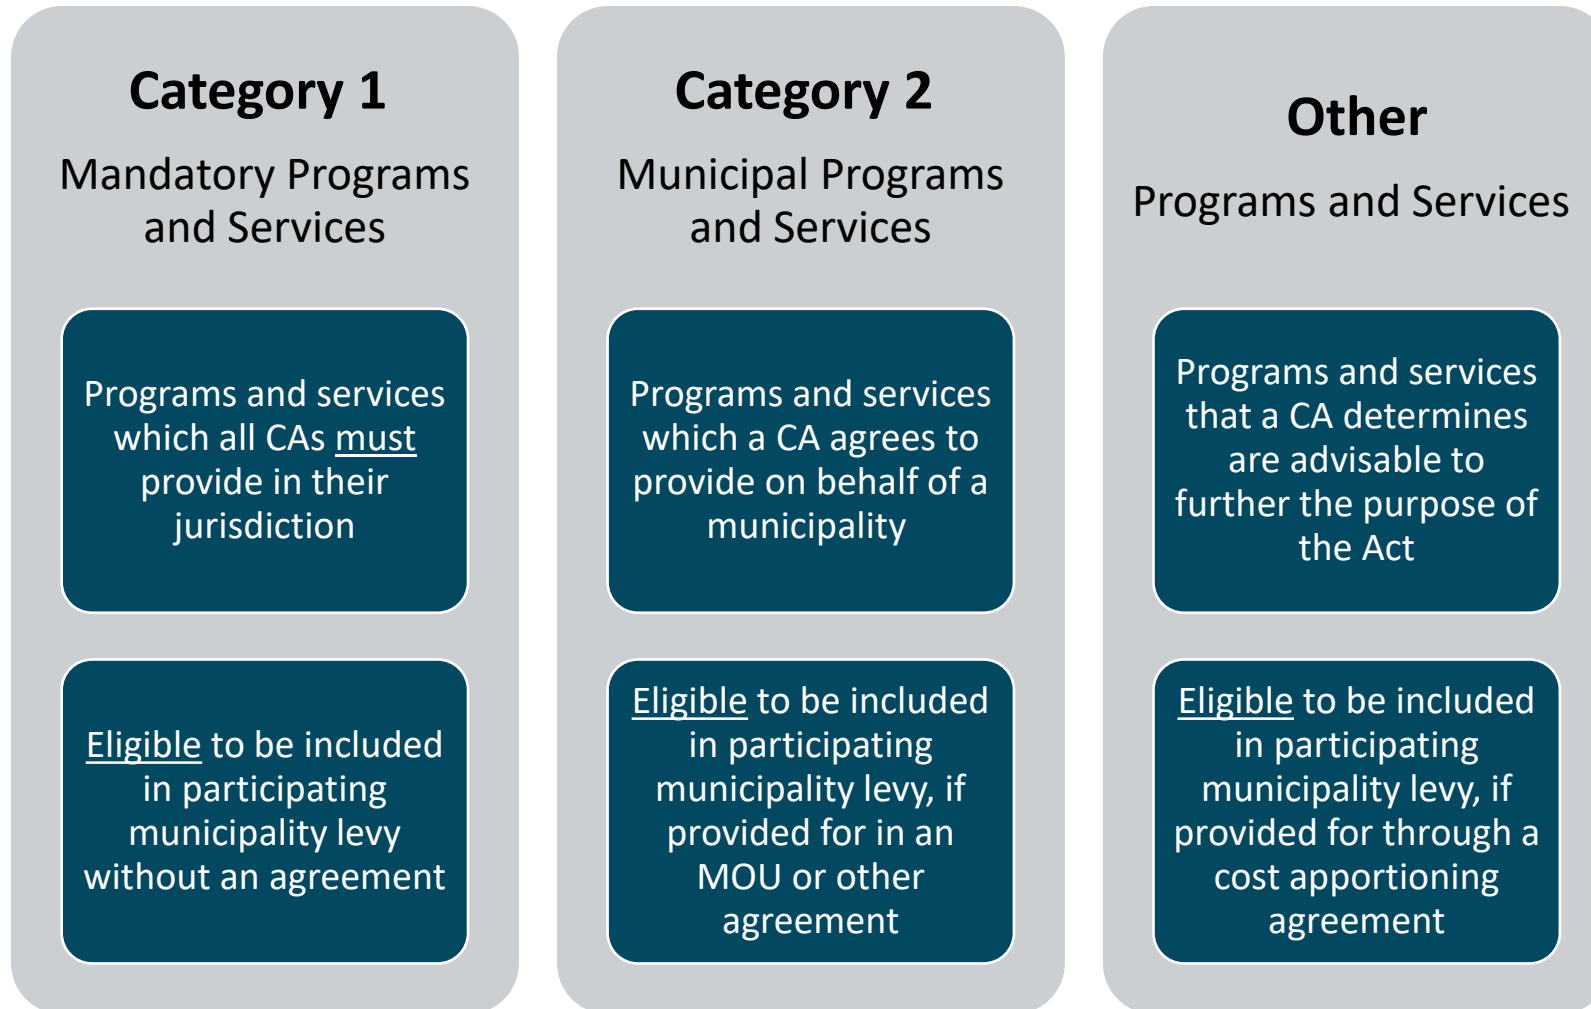 Category 1
Mandatory Programs
and Services
Programs and services
which all CAs must
provide in their
jurisdiction
Eligible to be included
in participating
municipality levy
without an agreement
Category 2
Municipal Programs
and Services
Programs and services
which a CA agrees to
provide on behalf of a
municipality
Eligible to be included
in participating
municipality levy, if
provided for in an
MOU or other
agreement
Other
Programs and Services
Programs and services
that a CA determines
are advisable to
further the purpose of
the Act
Eligible to be included
in participating
municipality levy, if
provided for through a
cost apportioning
agreement